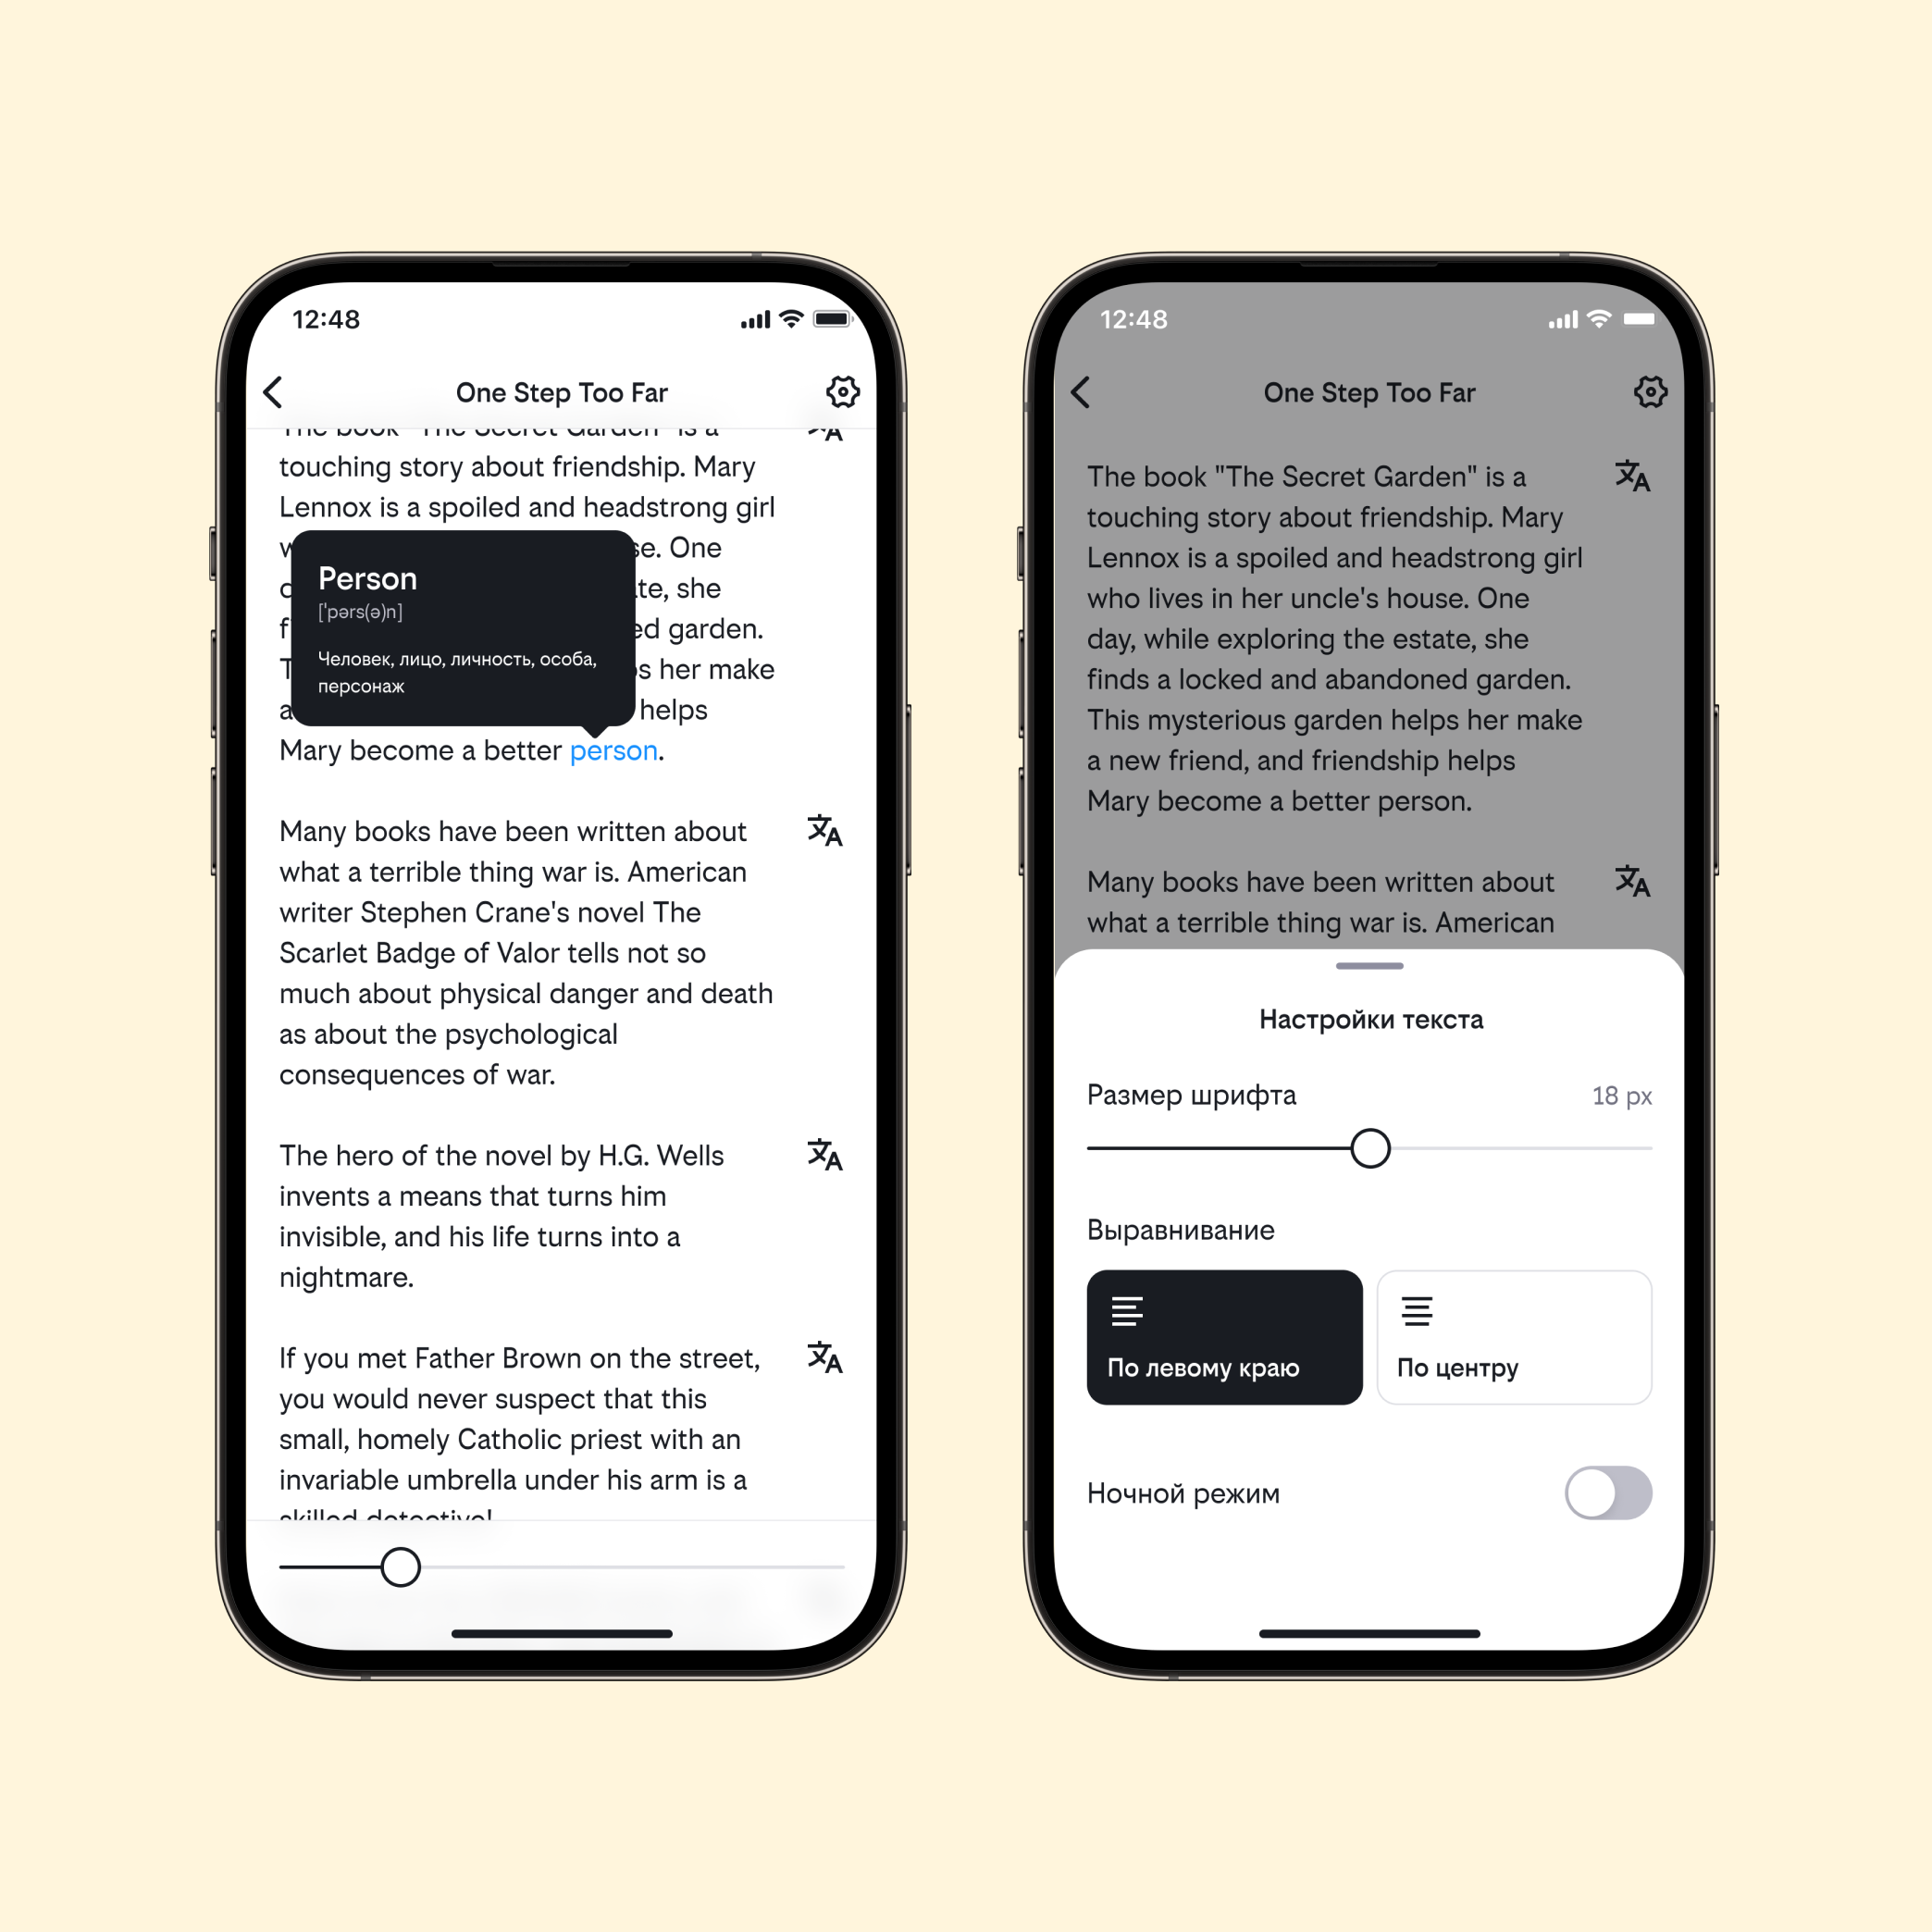 12:48
One Step Too Far
The book "The Secret Garden" is a
touching story about friendship. Mary
Lennox is a spoiled and headstrong girl
se. One
te, she
ed garden.
s her make
helps
Person
['pərs(ə)n]
Человек, лицо, личность, особа,
персонаж
Mary become a better person.
Many books have been written about
what a terrible thing war is. American
writer Stephen Crane's novel The
Scarlet Badge of Valor tells not so
much about physical danger and death
as about the psychological
consequences of war.
The hero of the novel by H.G. Wells
invents a means that turns him
invisible, and his life turns into a
nightmare.
If you met Father Brown on the street,
you would never suspect that this
small, homely Catholic priest with an
invariable umbrella under his arm is a
skilled detective!
12:48
One Step Too Far
The book "The Secret Garden" is a
touching story about friendship. Mary
Lennox is a spoiled and headstrong girl
who lives in her uncle's house. One
day, while exploring the estate, she
finds a locked and abandoned garden.
This mysterious garden helps her make
a new friend, and friendship helps
Mary become a better person.
Many books have been written about
what a terrible thing war is. American
Настройки текста
Размер шрифта
18 px
Выравнивание
По левому краю
По центру
Ночной режим